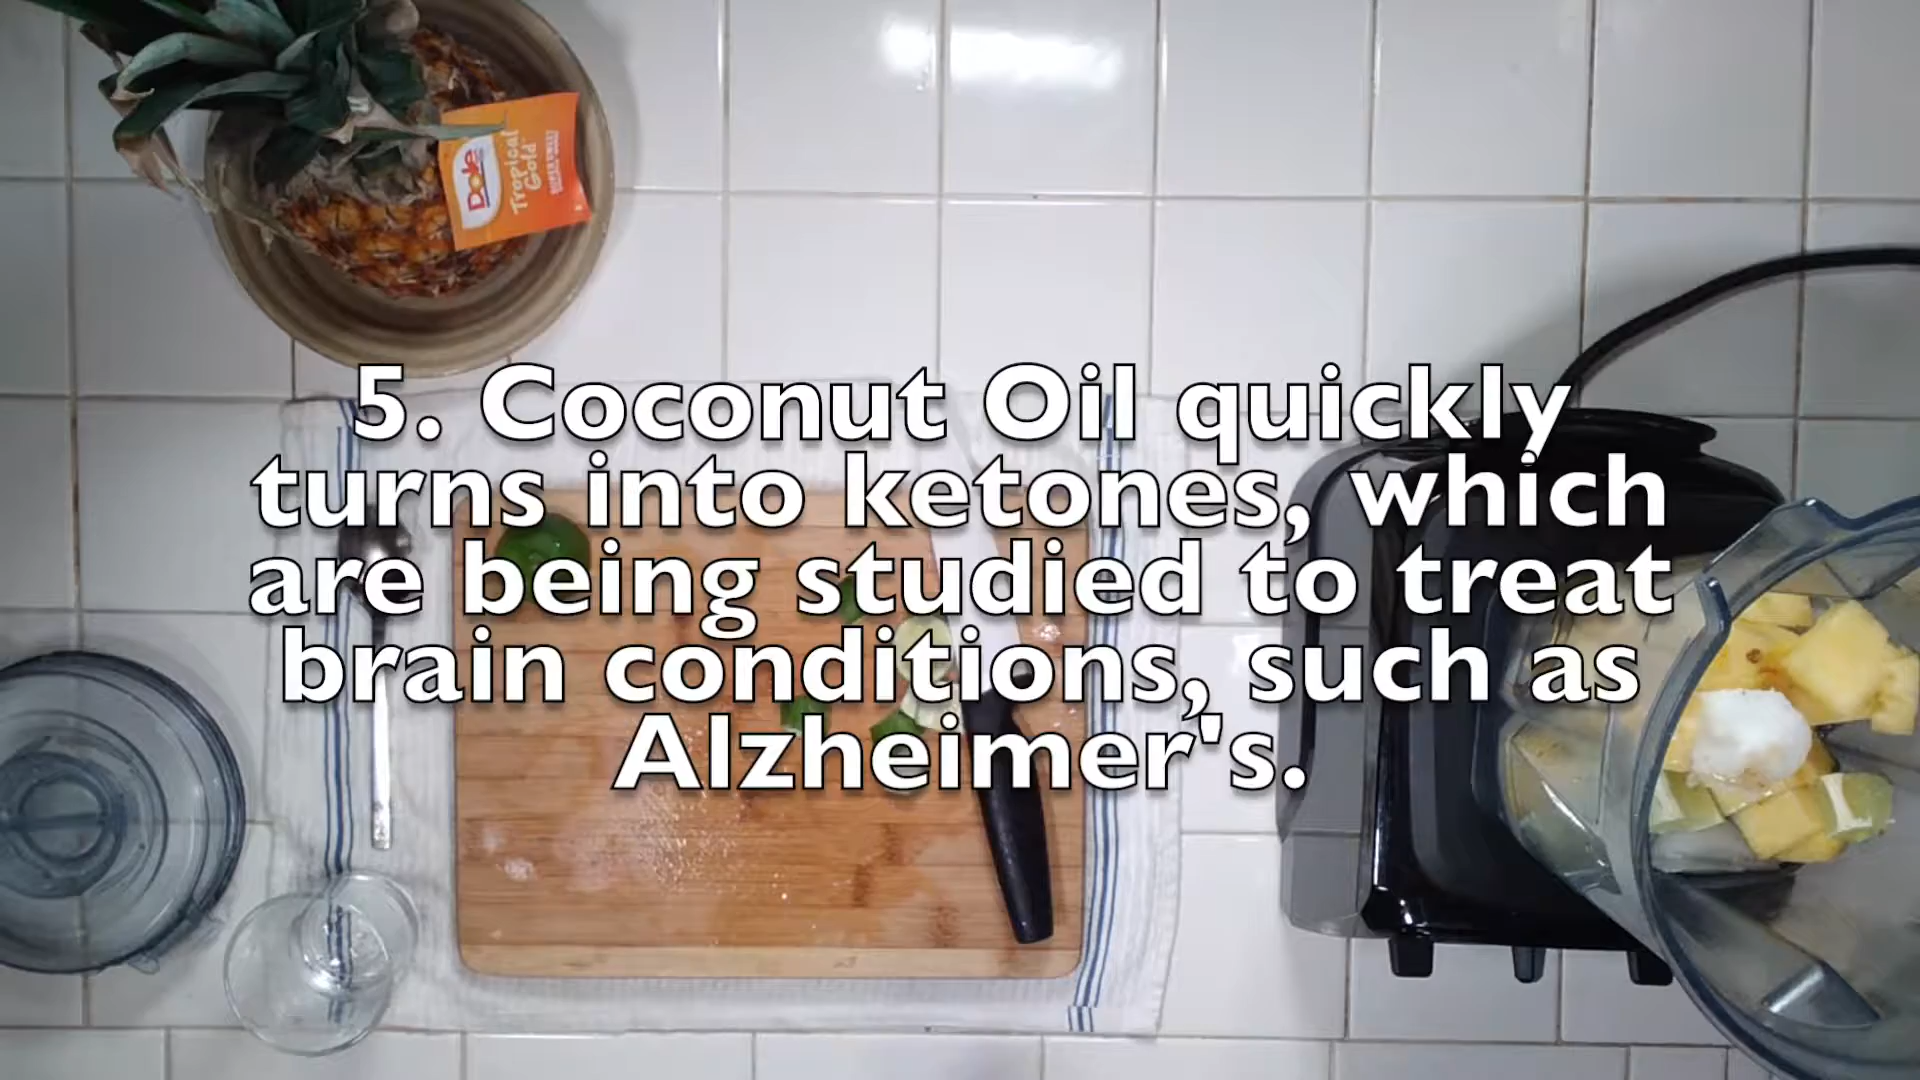 Dole
Tropical
Gold
5. Coconut Oil quickly
turns into ketones, which
are being studied to treat
brain conditions, such as
Alzheimer's.